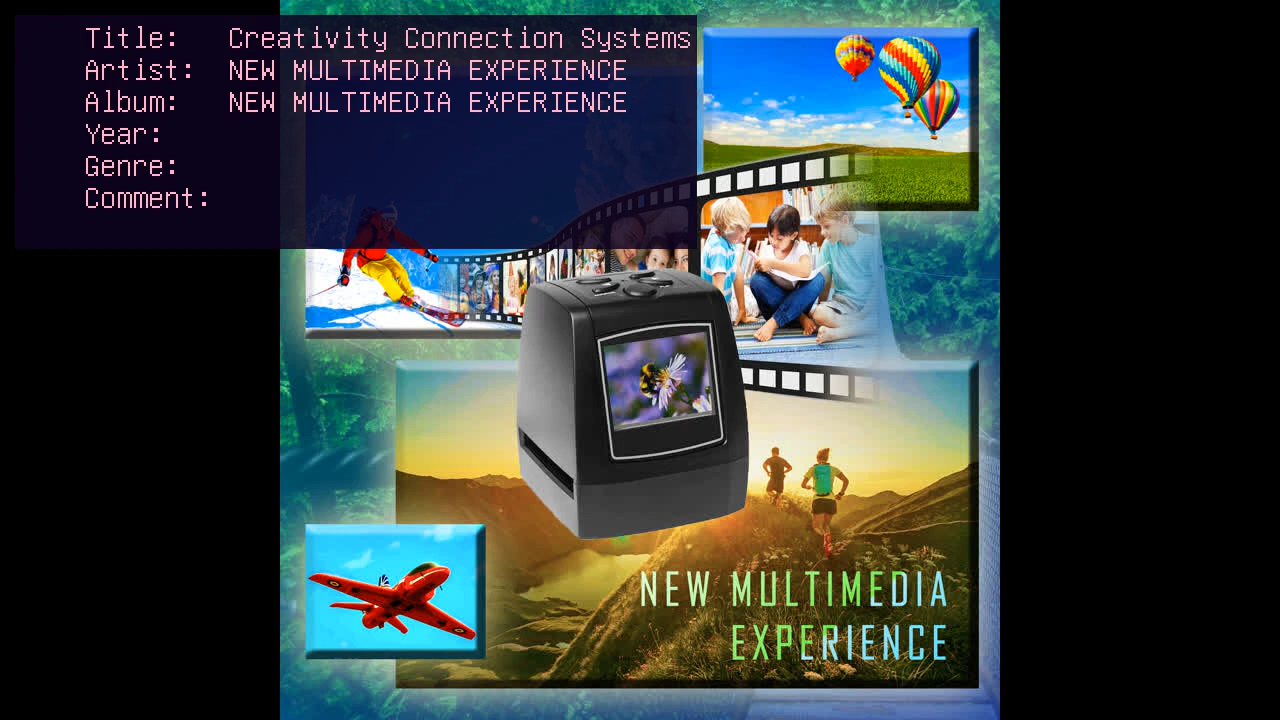 Title: Creativity Connection Systems
Artist: NEW MULTIMEDIA EXPERIENCE
Album: NEW MULTIMEDIA EXPERIENCE
Year:
Genre:
Comment:
NEW MULTIMEDIA
EXPERIENCE